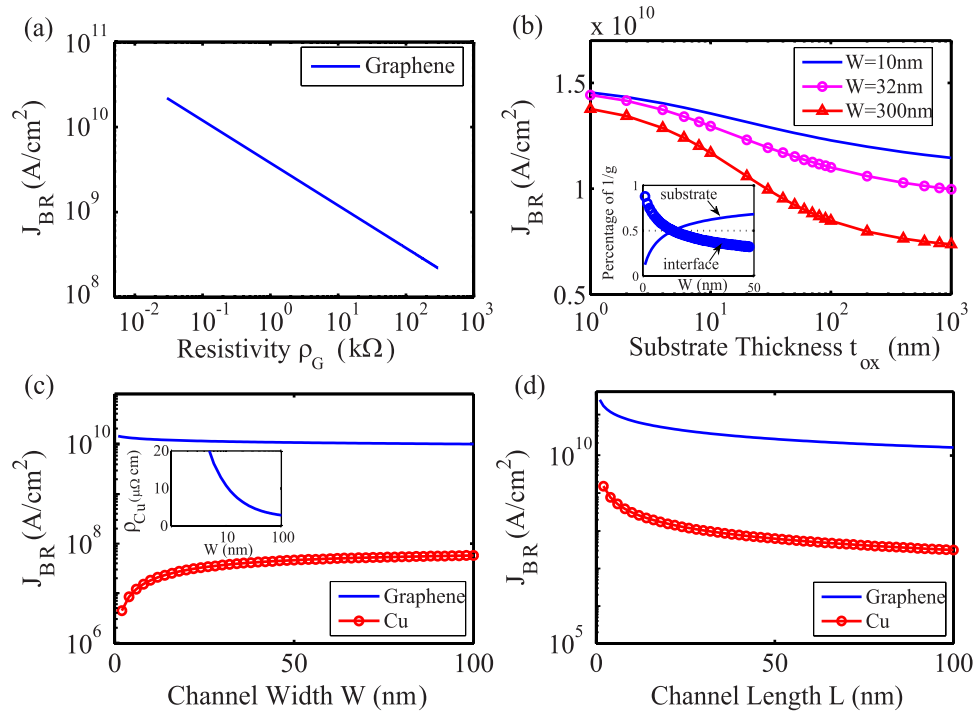 (a)
10^11
10^10
10^9
10^8
J_BR (A/cm^2)
Graphene
10^-2 10^-1 10^0 10^1 10^2 10^3
Resistivity ρ_G (kΩ)
(b)
x 10^10
1.5
1.0
0.5
J_BR (A/cm^2)
W=10nm
W=32nm
W=300nm
Percentage of 1/g
1
0.5
0
substrate
interface
0 50
W (nm)
10^0 10^1 10^2 10^3
Substrate Thickness t_ox (nm)
(c)
10^10
10^8
10^6
J_BR (A/cm^2)
ρ_Cu (μΩ cm)
20
10
0
10 100
W (nm)
Graphene
Cu
0 50 100
Channel Width W (nm)
(d)
10^10
10^5
J_BR (A/cm^2)
Graphene
Cu
0 50 100
Channel Length L (nm)